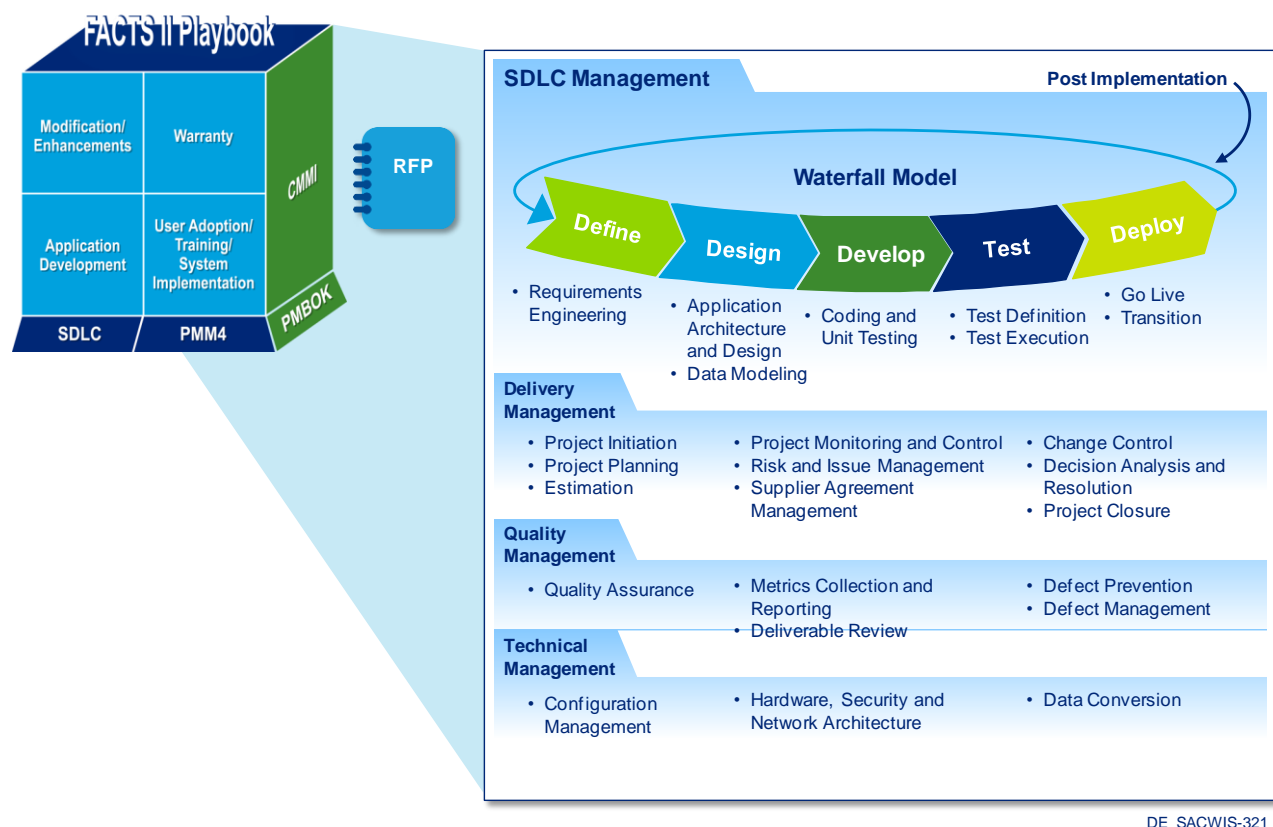 FACTS II Playbook
Modification/
Enhancements
Warranty
Application
Development
User Adoption/
Training/
System
Implementation
CMMI
SDLC
PMM4
PMBOK
RFP
SDLC Management
Post Implementation
Waterfall Model
Define
Design
Develop
Test
Deploy
• Requirements
Engineering
• Application
Architecture
and Design
• Data Modeling
• Coding and
Unit Testing
• Test Definition
• Test Execution
• Go Live
• Transition
Delivery
Management
• Project Initiation
• Project Planning
• Estimation
• Project Monitoring and Control
• Risk and Issue Management
• Supplier Agreement
Management
• Change Control
• Decision Analysis and
Resolution
• Project Closure
Quality
Management
• Quality Assurance
• Metrics Collection and
Reporting
• Deliverable Review
• Defect Prevention
• Defect Management
Technical
Management
• Configuration
Management
• Hardware, Security and
Network Architecture
• Data Conversion
DE_SACWIS-321